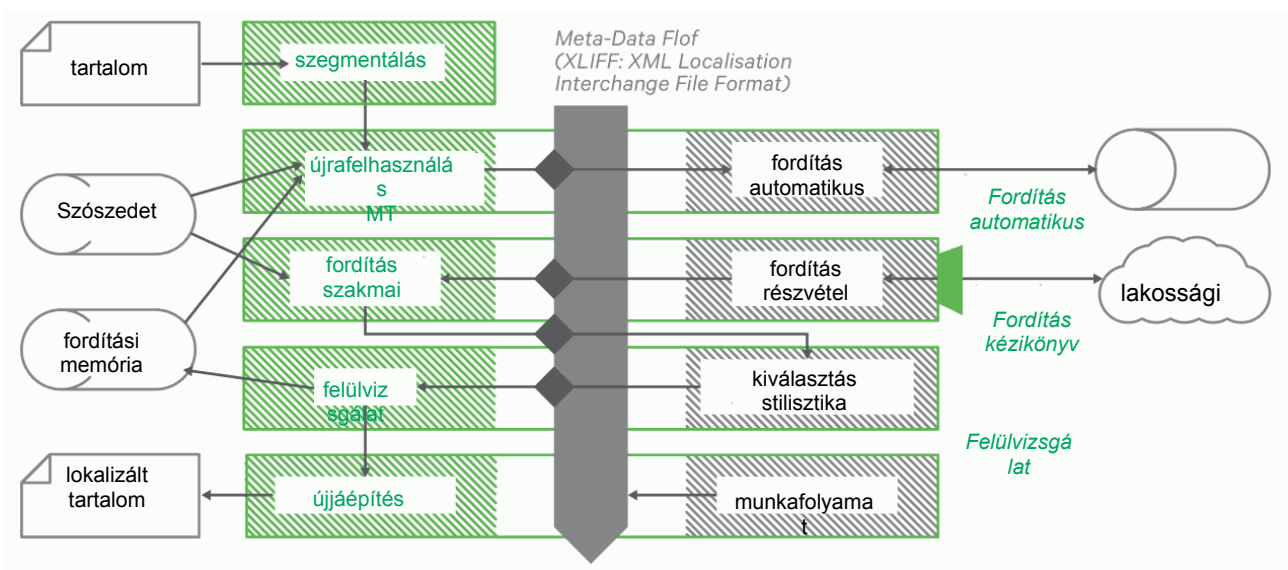 tartalom
szegmentálás
Meta-Data Flof
(XLIFF: XML Localisation
Interchange File Format)
újrafelhasználá
s
MT
fordítás
automatikus
Fordítás
automatikus
Szószedet
fordítás
szakmai
fordítás
részvétel
lakossági
Fordítás
kézikönyv
fordítási
memória
felülviz
sgálat
kiválasztás
stilisztika
Felülvizsgá
lat
lokalizált
tartalom
újjáépítés
munkafolyama
t